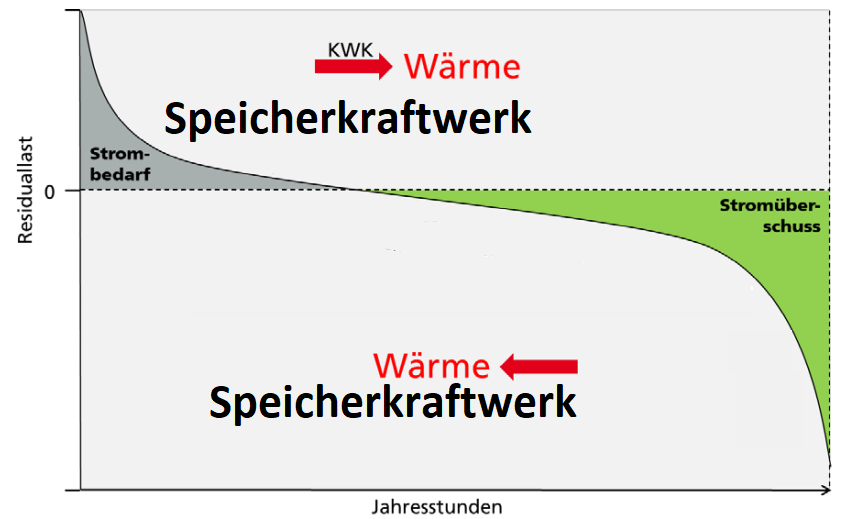 KWK
Wärme
Speicherkraftwerk
Strom-
bedarf
0
Residuallast
Stromüber-
schuss
Wärme
Speicherkraftwerk
Jahresstunden